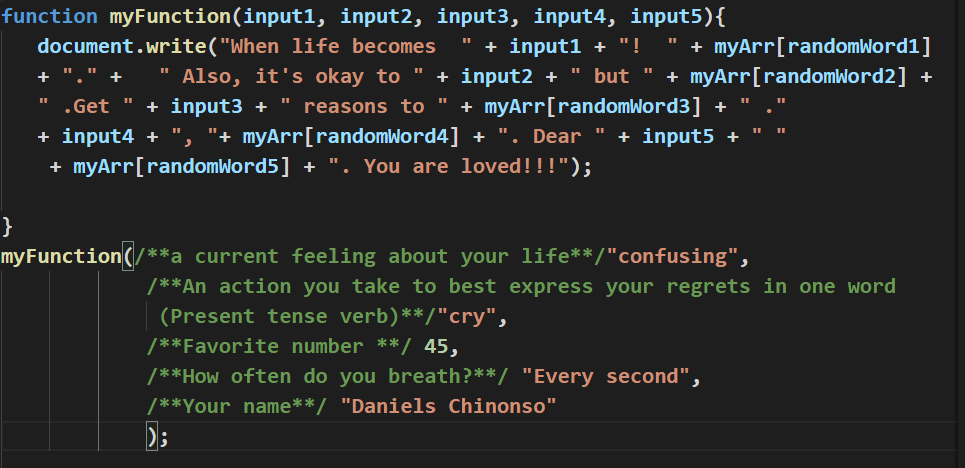 function myFunction(input1, input2, input3, input4, input5){
document.write("When life becomes  " + input1 + "!  " + myArr[randomWord1]
+ "." +   " Also, it's okay to " + input2 + " but " + myArr[randomWord2] +
" .Get " + input3 + " reasons to " + myArr[randomWord3] + " ."
+ input4 + ", "+ myArr[randomWord4] + ". Dear " + input5 + " "
+ myArr[randomWord5] + ". You are loved!!!");
}
myFunction(/**a current feeling about your life**/"confusing",
/**An action you take to best express your regrets in one word
(Present tense verb)**/"cry",
/**Favorite number **/ 45,
/**How often do you breath?**/ "Every second",
/**Your name**/ "Daniels Chinonso"
);